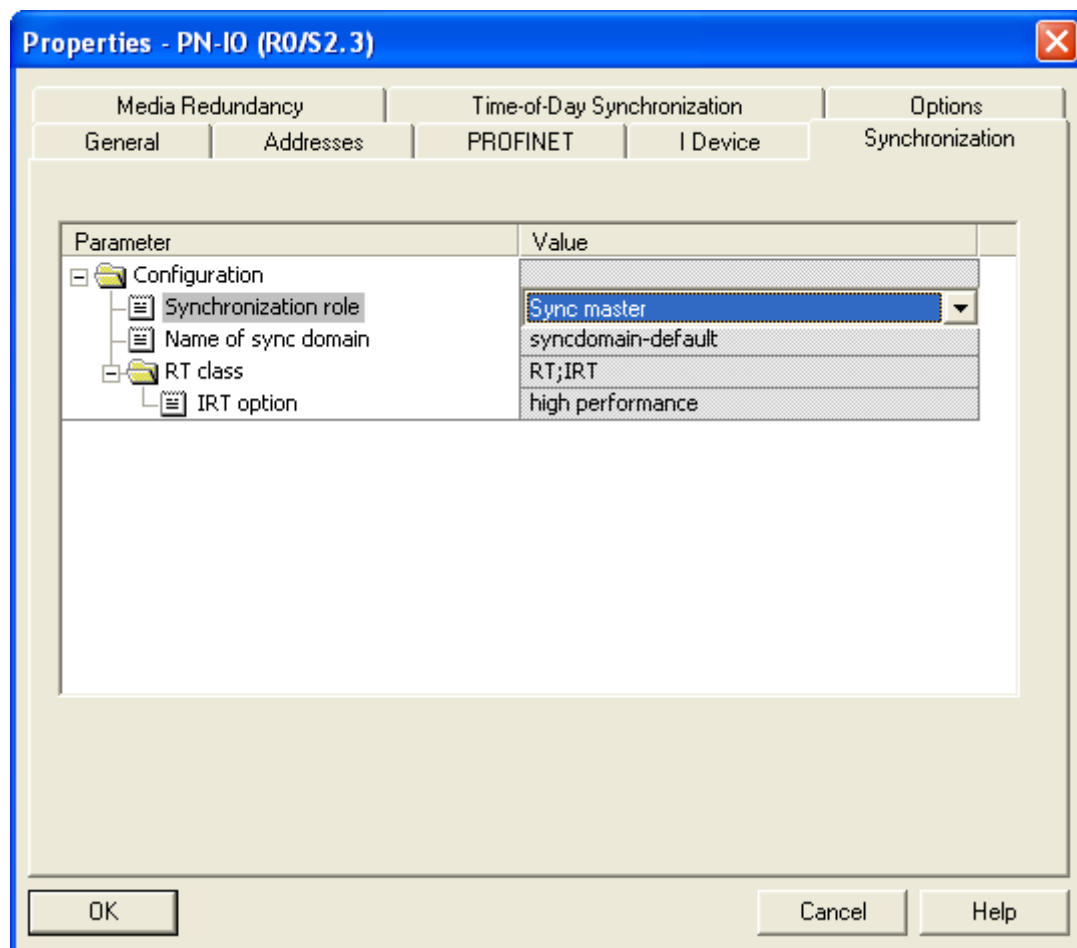 Properties - PN-IO (R0/S2.3)
Media Redundancy Time-of-Day Synchronization Options
General Addresses PROFINET I Device Synchronization
Parameter Value
Configuration
Synchronization role Sync master
Name of sync domain syncdomain-default
RT class RT;IRT
IRT option high performance
OK Cancel Help